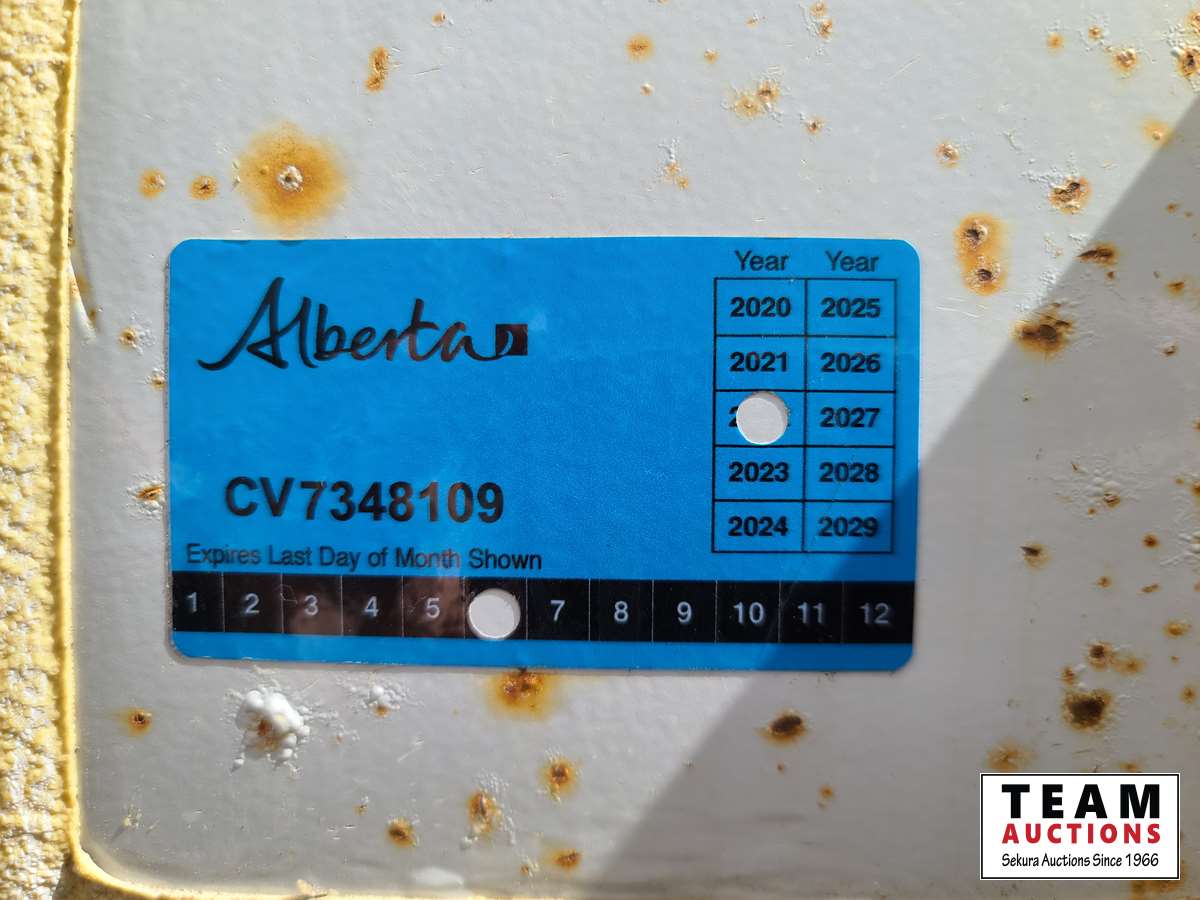 Alberta
Year Year
2020 2025
2021 2026
2027
2023 2028
2024 2029
CV7348109
Expires Last Day of Month Shown
1 2 3 4 5 7 8 9 10 11 12
TEAM
AUCTIONS
Sekura Auctions Since 1966